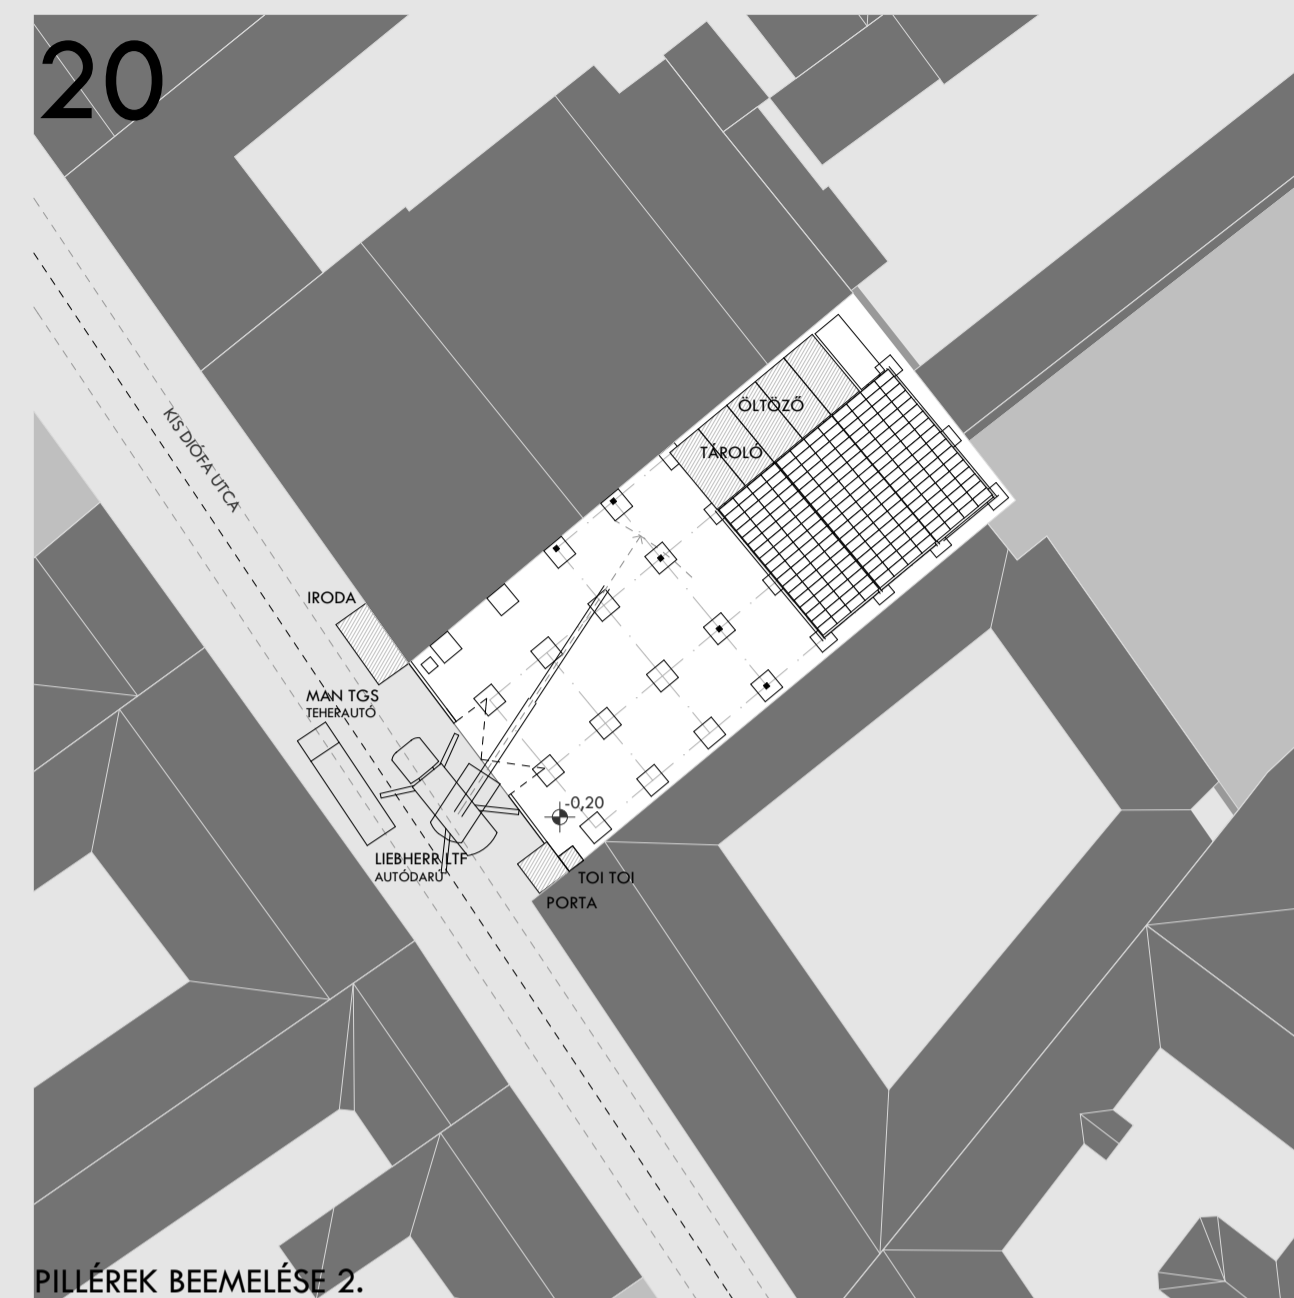 20
ÖLTÖZŐ
TÁROLÓ
KIS DIÓFA UTCA
IRODA
MAN TGS
TEHERAUTÓ
-0,20
LIEBHERR LTF
AUTÓDARU
TOI TOI
PORTA
PILLÉREK BEEMELÉSE 2.